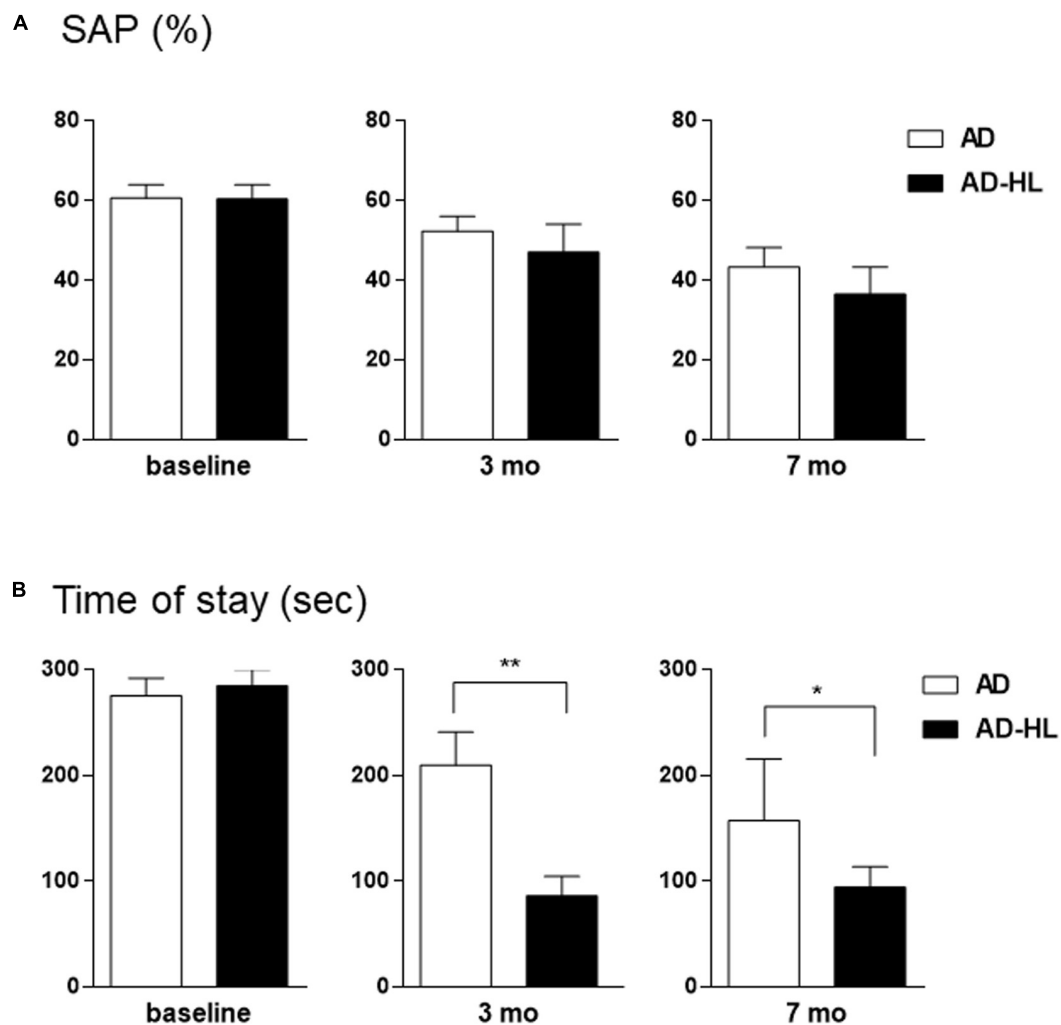 A SAP (%)
80 80 80
60 60 60
40 40 40
20 20 20
0 0 0
baseline 3 mo 7 mo
AD
AD-HL
B Time of stay (sec)
300 300 300
200 200 200
100 100 100
0 0 0
** *
AD
AD-HL
baseline 3 mo 7 mo